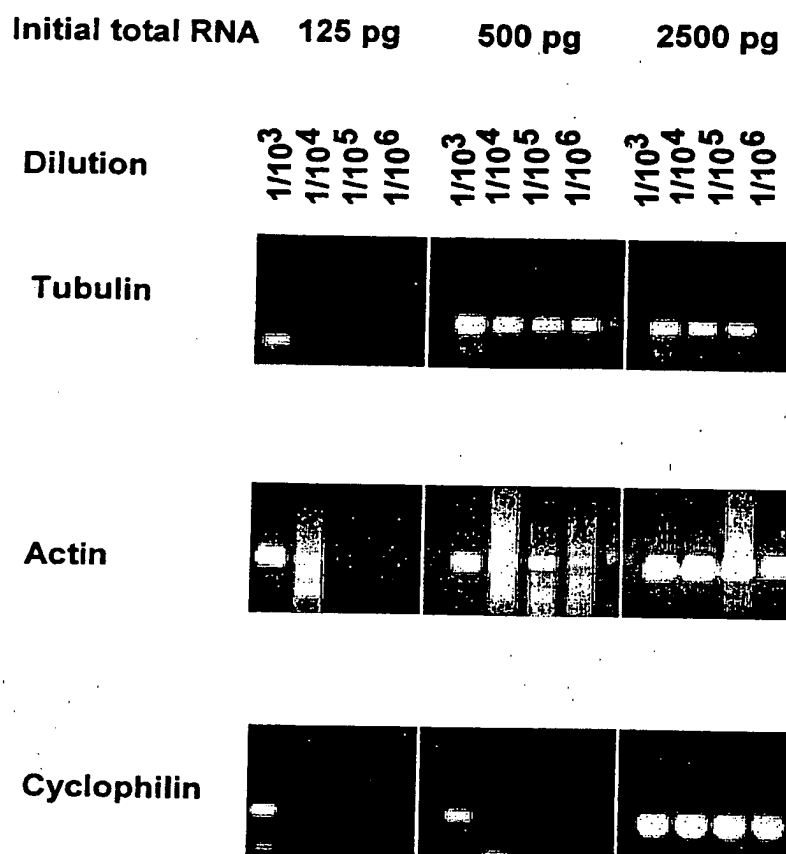 Initial total RNA 125 pg 500 pg 2500 pg
Dilution 1/10³ 1/10⁴ 1/10⁵ 1/10⁶ 1/10³ 1/10⁴ 1/10⁵ 1/10⁶ 1/10³ 1/10⁴ 1/10⁵ 1/10⁶
Tubulin
Actin
Cyclophilin